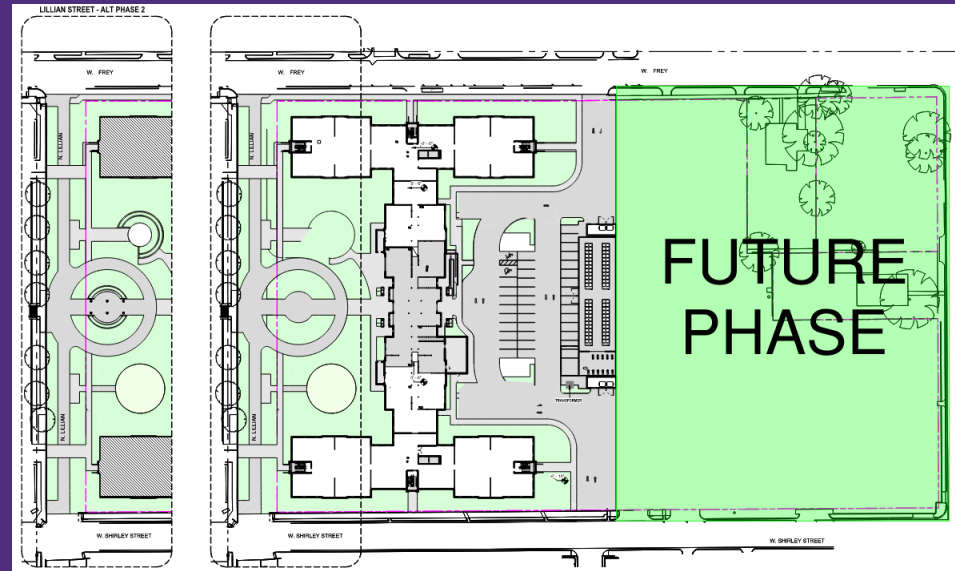 LILLIAN STREET - ALT PHASE 2
W. FREY
W. FREY
W. FREY
N. LILLIAN
N. LILLIAN
FUTURE
PHASE
TRANSFORMER
N. LILLIAN
N. LILLIAN
W. SHIRLEY STREET
W. SHIRLEY STREET
W. SHIRLEY STREET